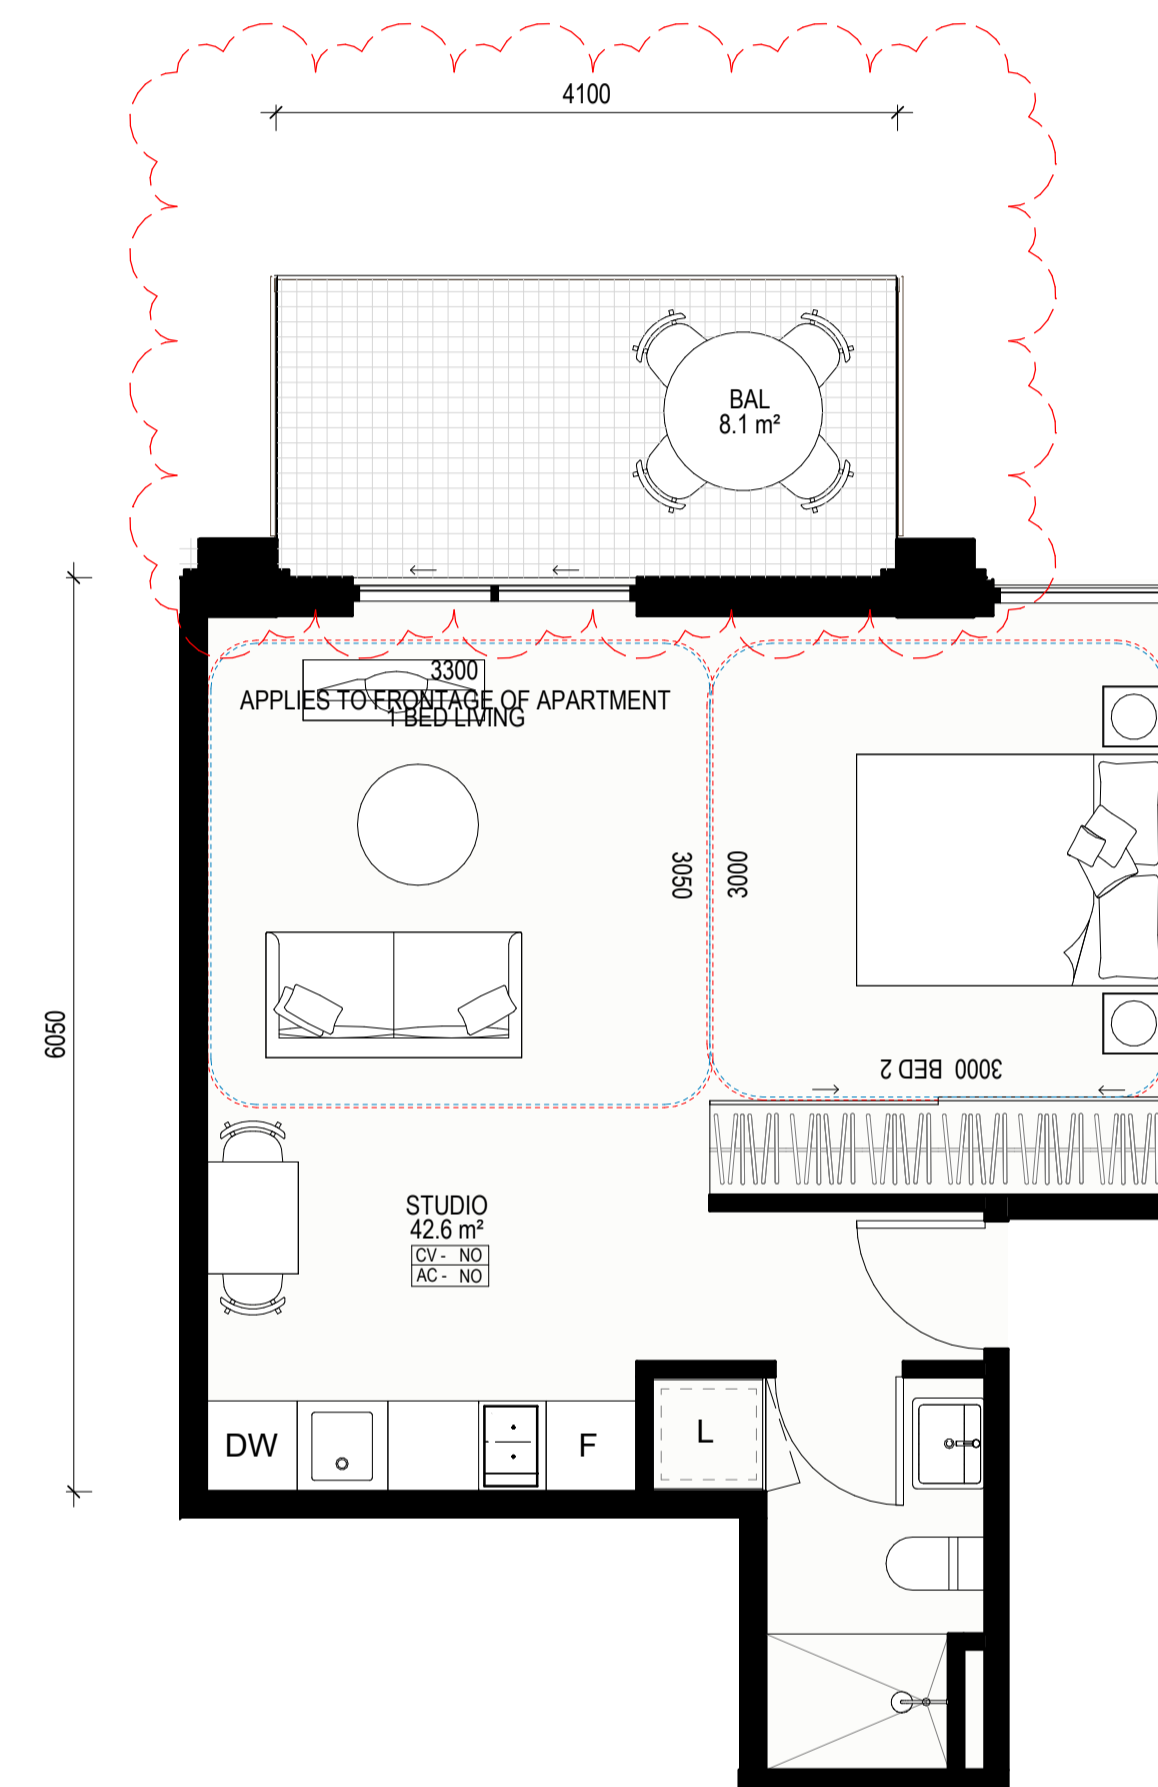 4100
BAL
8.1 m²
3300
APPLIES TO FRONTAGE OF APARTMENT
1 BED LIVING
3050
3000
6050
3000 BED 2
STUDIO
42.6 m²
CV - NO
AC - NO
DW
F
L